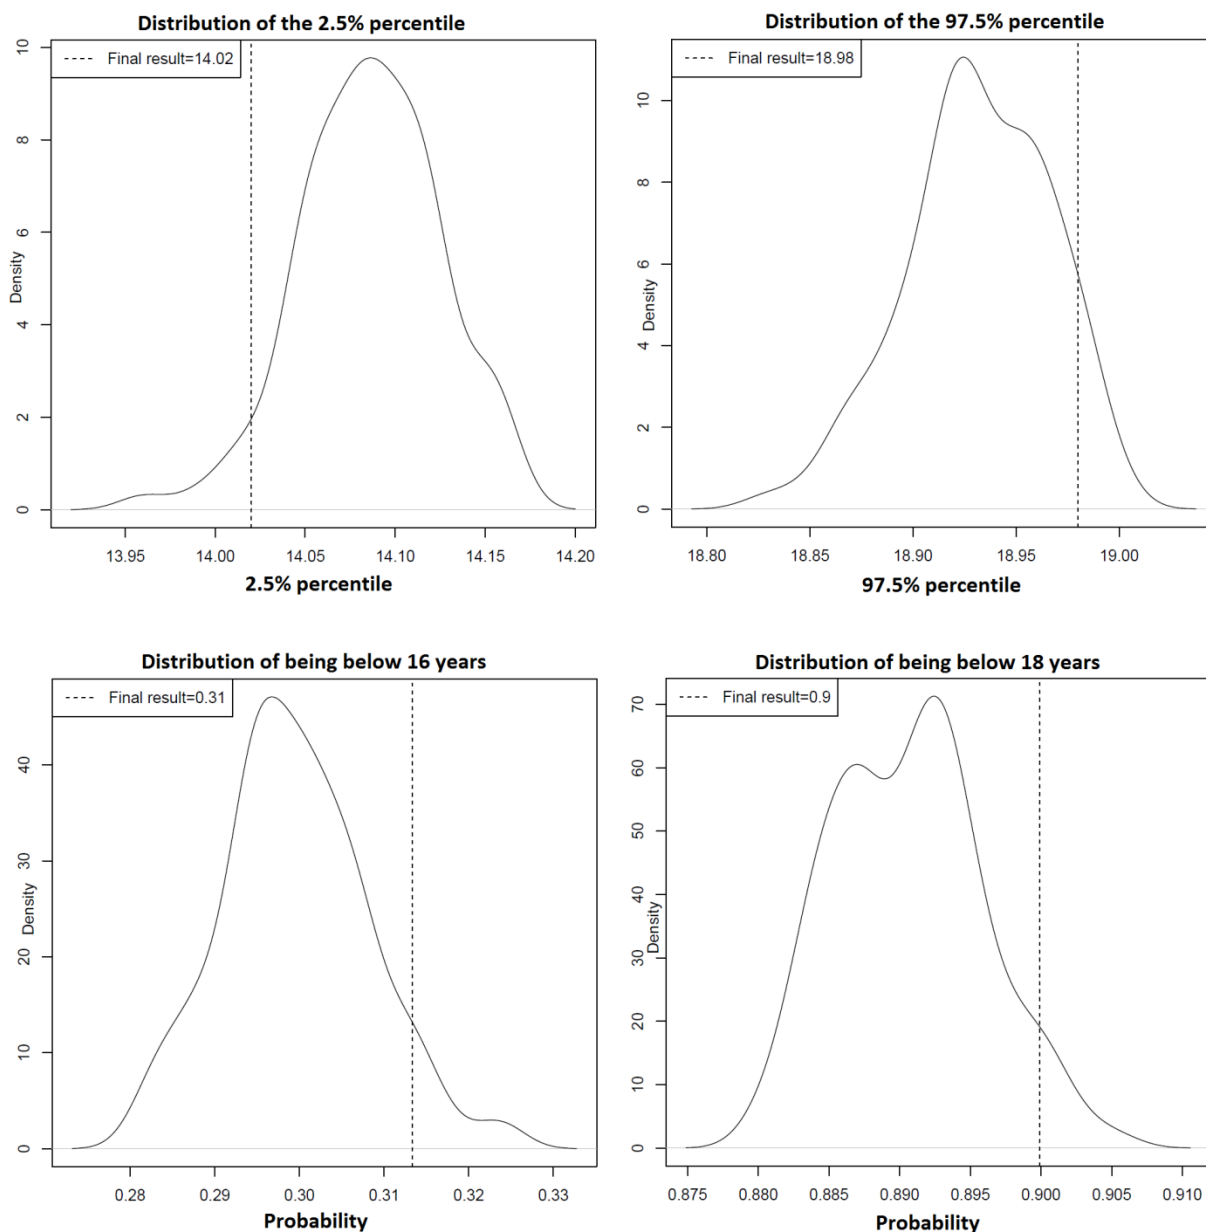 Distribution of the 2.5% percentile
Final result=14.02
10
8
6
4
2
0
Density
13.95 14.00 14.05 14.10 14.15 14.20
2.5% percentile
Distribution of the 97.5% percentile
Final result=18.98
10
8
6
4
2
0
Density
18.80 18.85 18.90 18.95 19.00
97.5% percentile
Distribution of being below 16 years
Final result=0.31
40
30
20
10
0
Density
0.28 0.29 0.30 0.31 0.32 0.33
Probability
Distribution of being below 18 years
Final result=0.9
70
60
50
40
30
20
10
0
Density
0.875 0.880 0.885 0.890 0.895 0.900 0.905 0.910
Probability